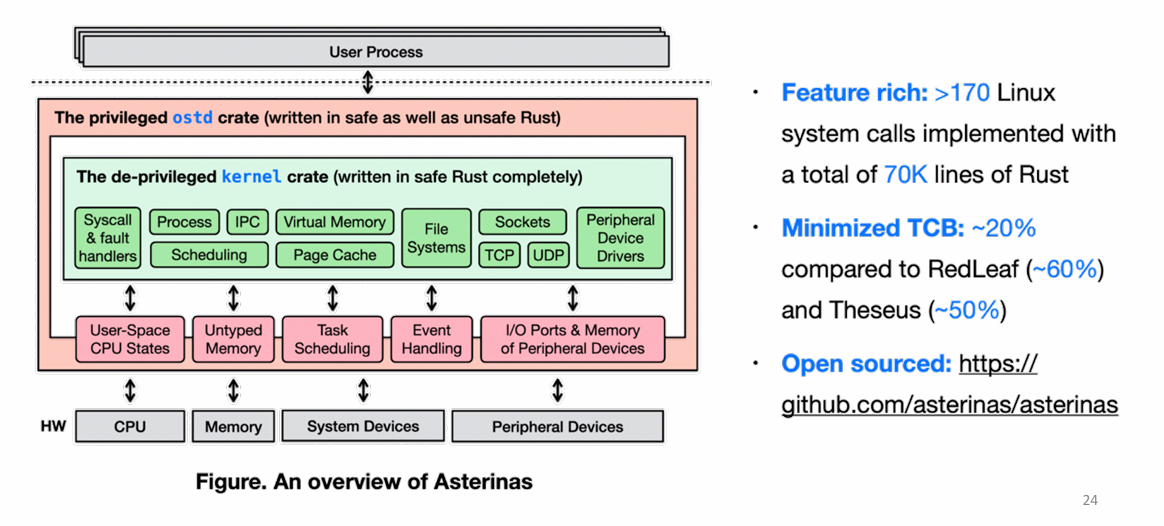 User Process
The privileged ostd crate (written in safe as well as unsafe Rust)
The de-privileged kernel crate (written in safe Rust completely)
Syscall
& fault
handlers
Process
IPC
Scheduling
Virtual Memory
Page Cache
File
Systems
Sockets
TCP
UDP
Peripheral
Device
Drivers
User-Space
CPU States
Untyped
Memory
Task
Scheduling
Event
Handling
I/O Ports & Memory
of Peripheral Devices
HW
CPU
Memory
System Devices
Peripheral Devices
Figure. An overview of Asterinas
· Feature rich: >170 Linux
system calls implemented with
a total of 70K lines of Rust
· Minimized TCB: ~20%
compared to RedLeaf (~60%)
and Theseus (~50%)
· Open sourced: https://
github.com/asterinas/asterinas
24